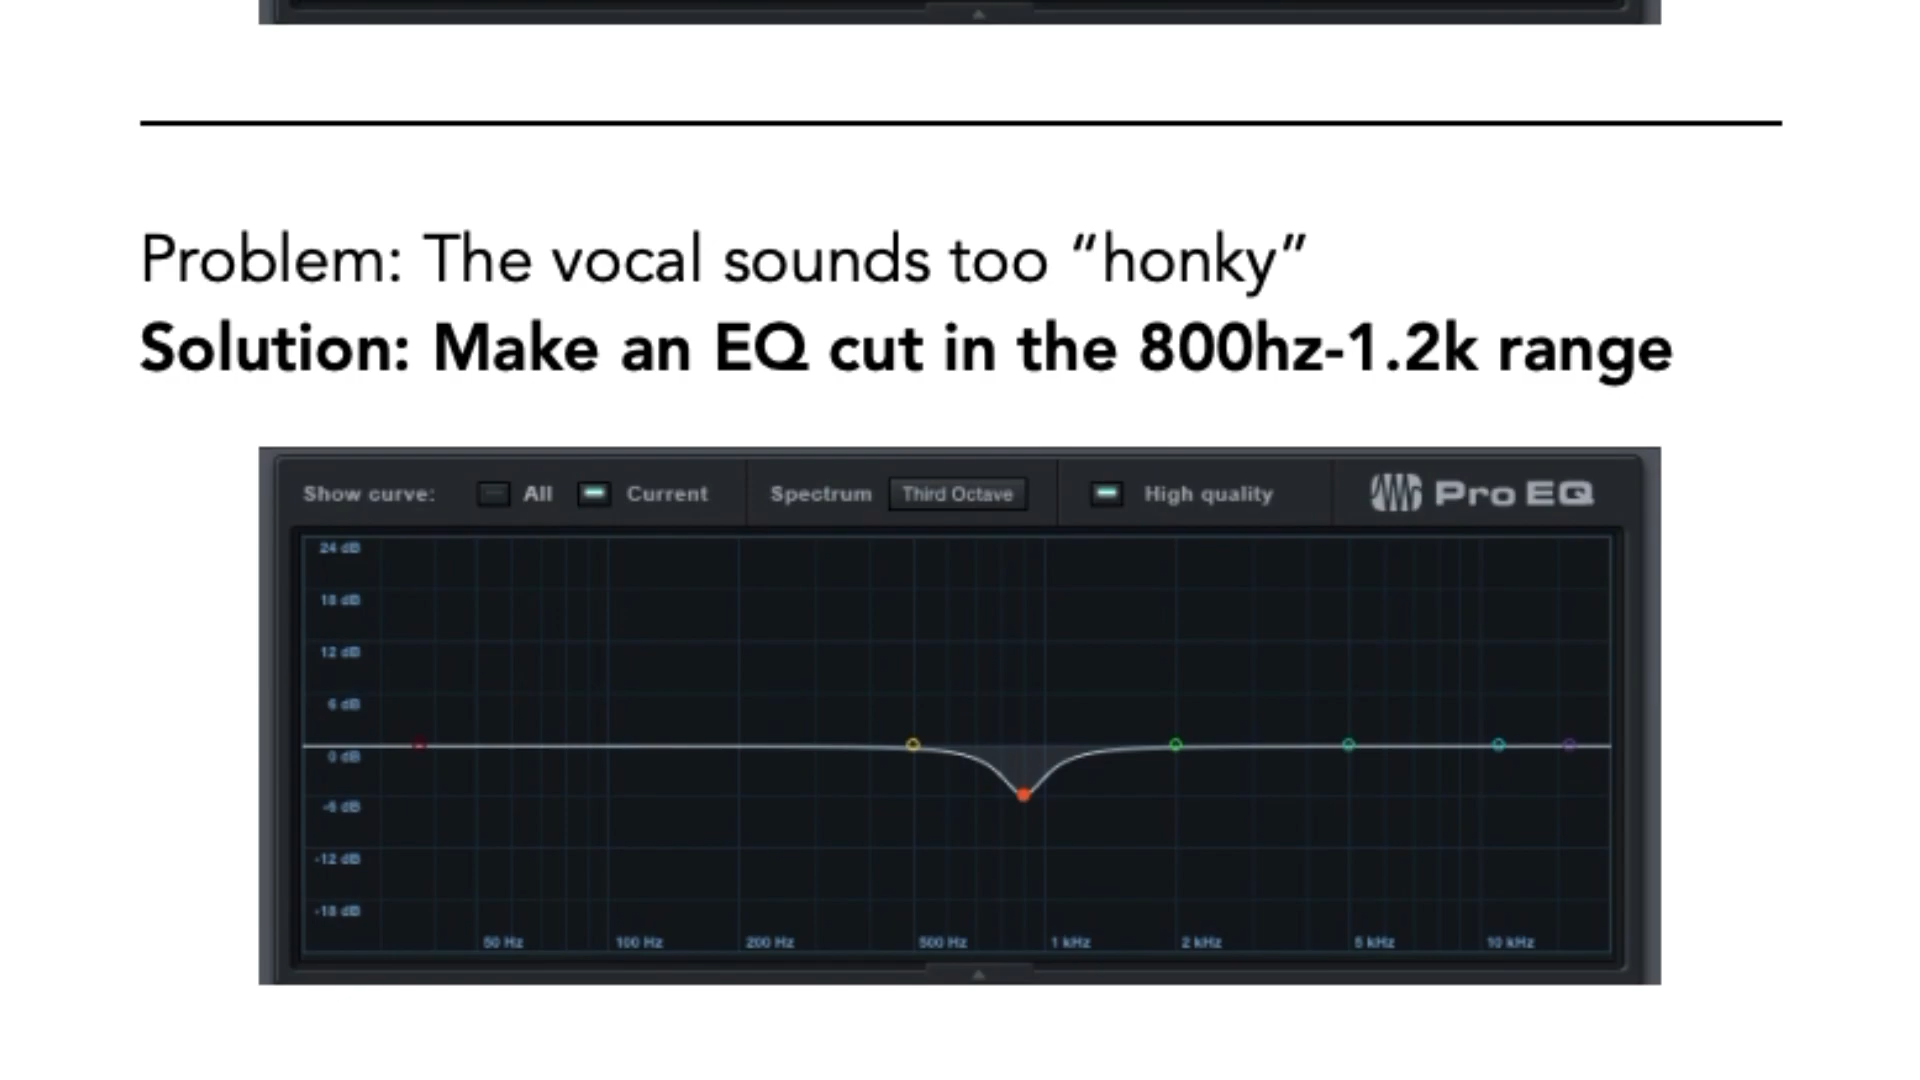 Problem: The vocal sounds too “honky”
Solution: Make an EQ cut in the 800hz-1.2k range
Show curve: All Current Spectrum Third Octave High quality Pro EQ
24 dB
18 dB
12 dB
6 dB
0 dB
-6 dB
-12 dB
-18 dB
50 Hz 100 Hz 200 Hz 500 Hz 1 kHz 2 kHz 5 kHz 10 kHz